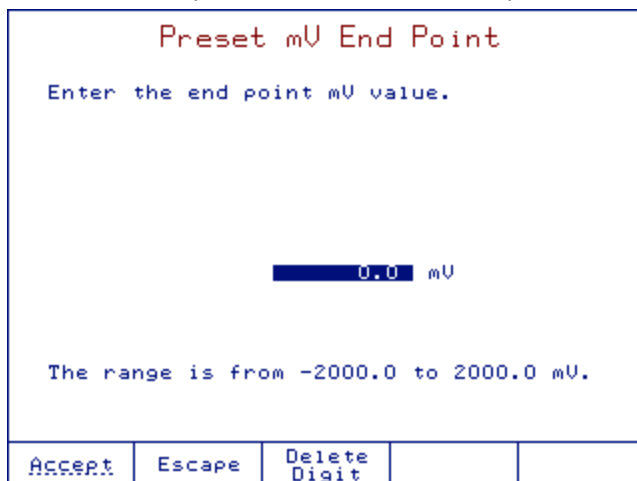 Preset mV End Point
Enter the end point mV value.
0.0 mV
The range is from -2000.0 to 2000.0 mV.
Accept
Escape
Delete
Digit